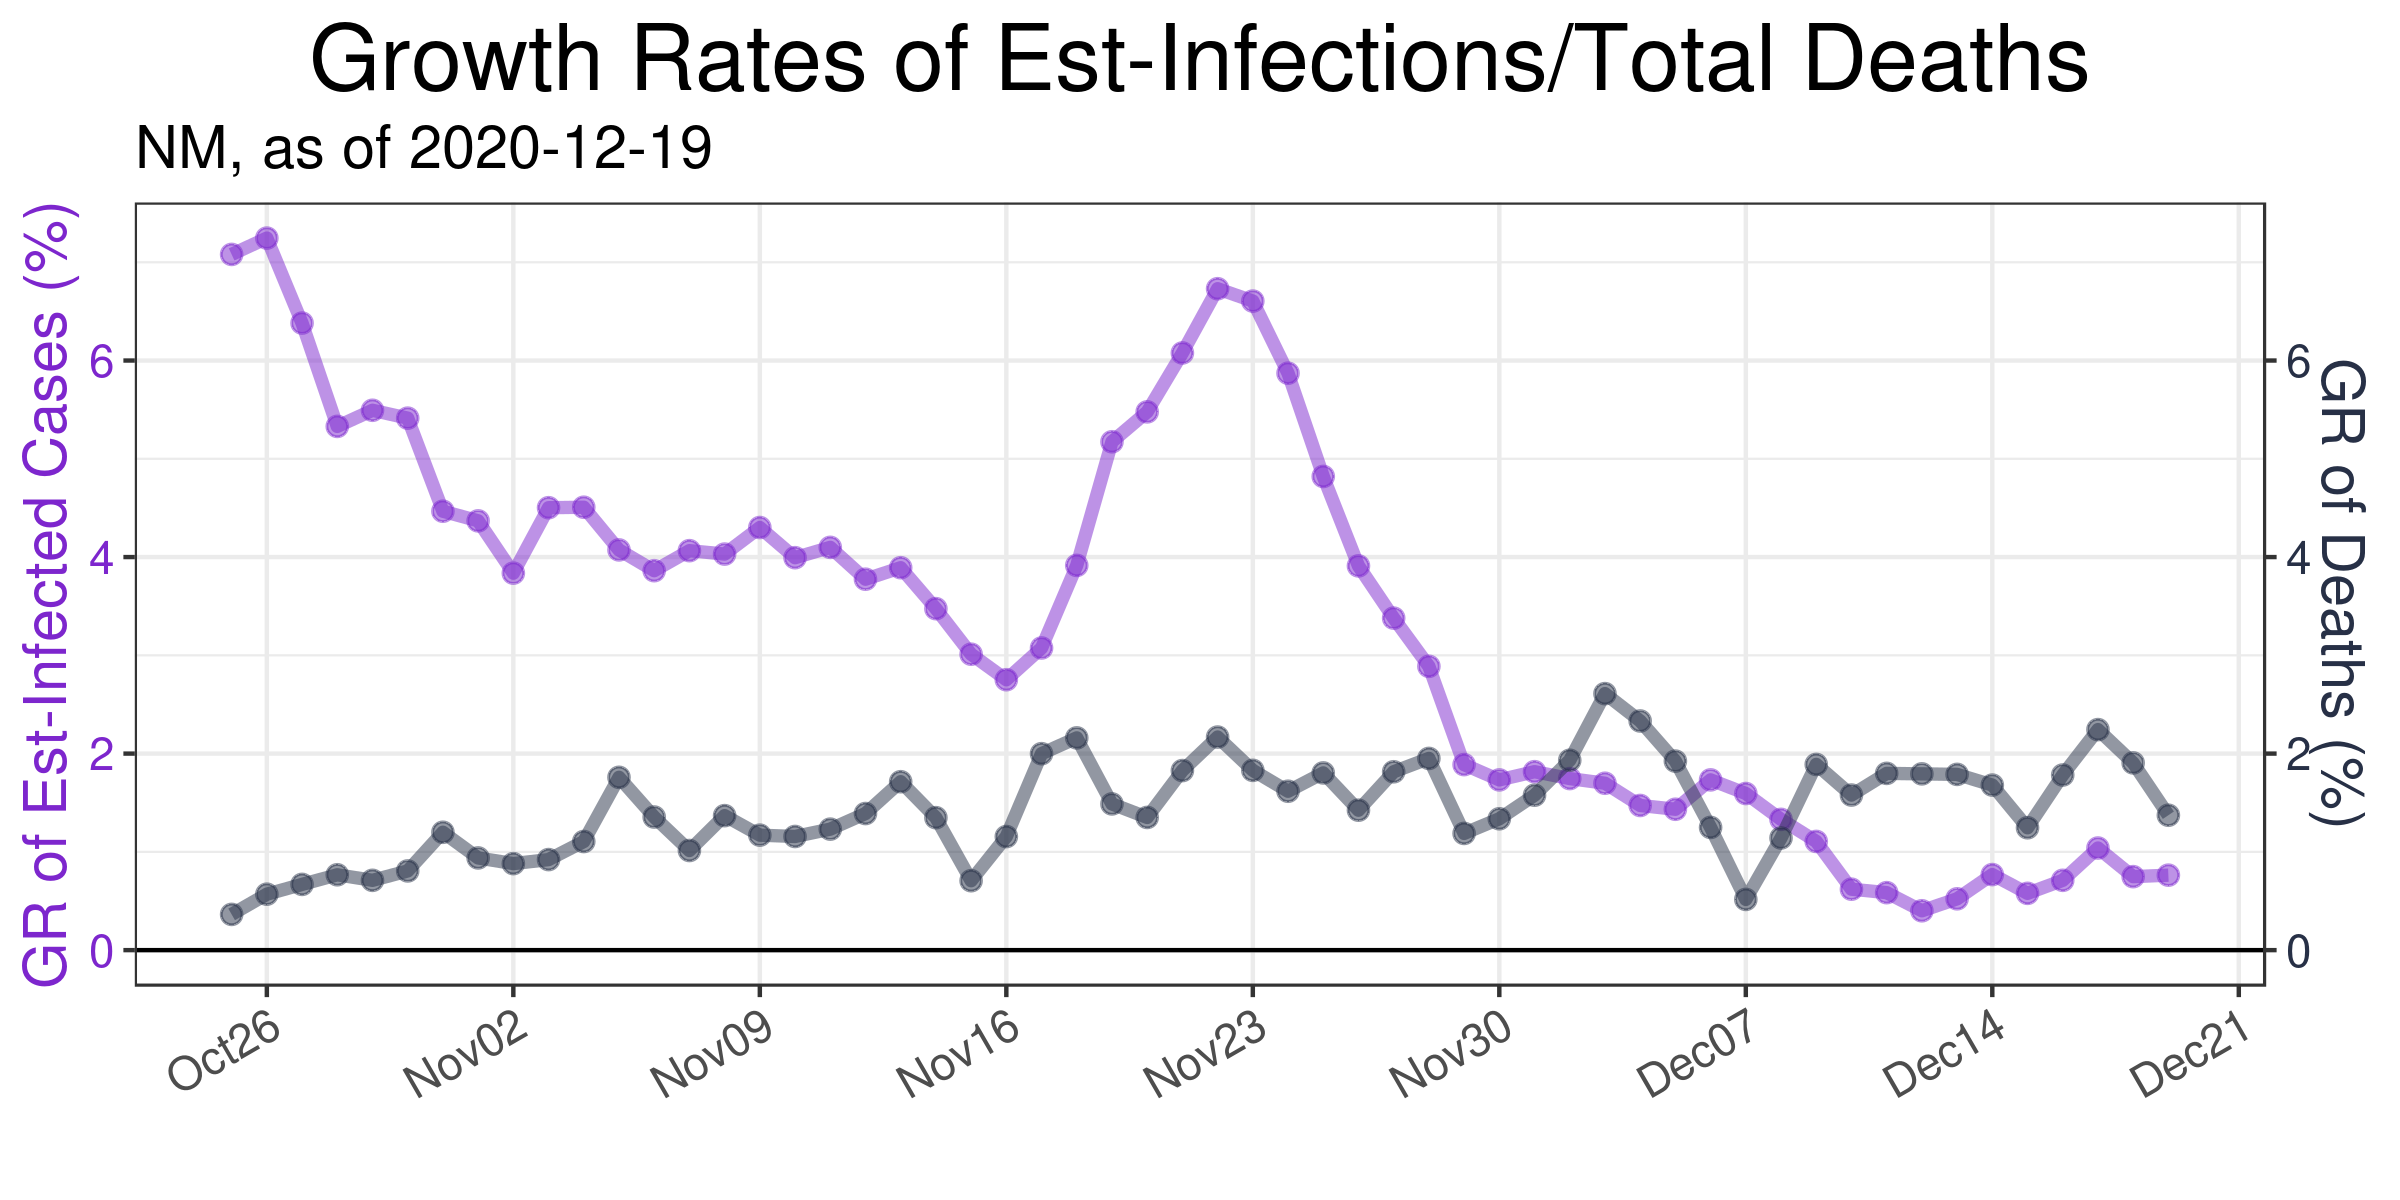 Growth Rates of Est-Infections/Total Deaths
NM, as of 2020-12-19
GR of Est-Infected Cases (%)
6
4
2
0
6
4
2
0
GR of Deaths (%)
Oct26
Nov02
Nov09
Nov16
Nov23
Nov30
Dec07
Dec14
Dec21